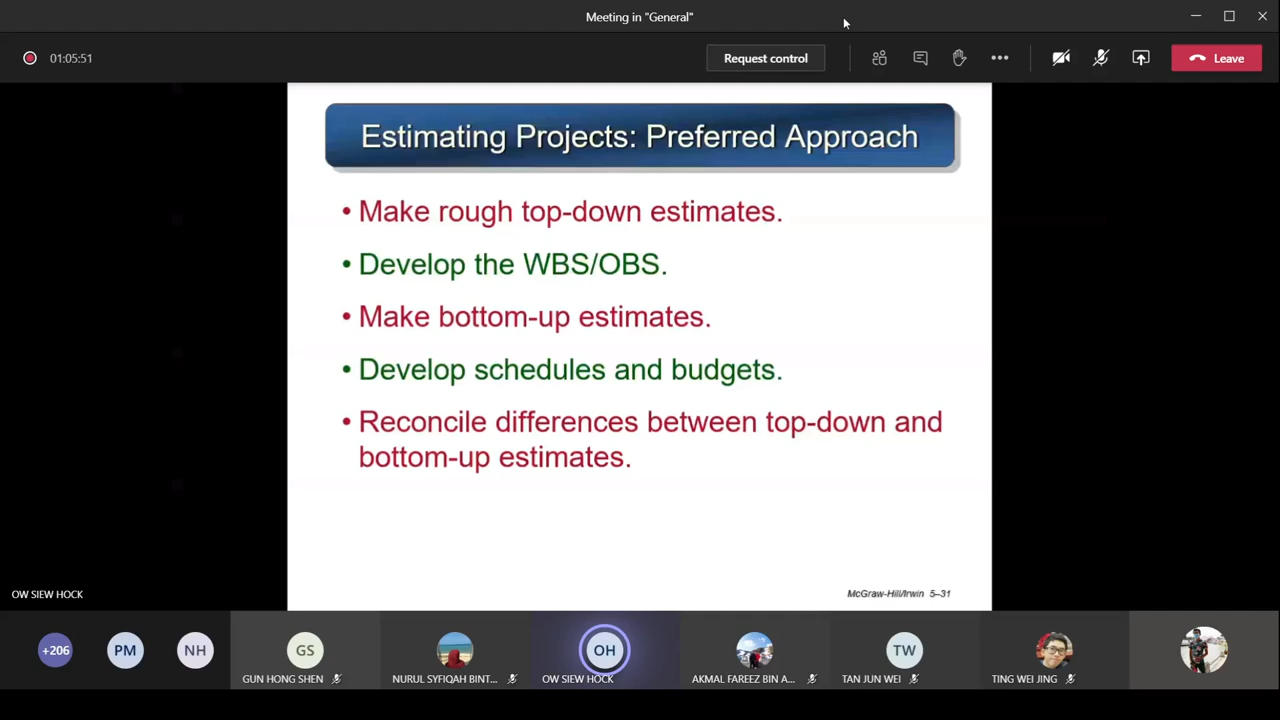 Meeting in "General"
01:05:51
Request control
Leave
Estimating Projects: Preferred Approach
• Make rough top-down estimates.
• Develop the WBS/OBS.
• Make bottom-up estimates.
• Develop schedules and budgets.
• Reconcile differences between top-down and
bottom-up estimates.
McGraw-Hill/Irwin 5–31
OW SIEW HOCK
+206
PM
NH
GS
OH
TW
GUN HONG SHEN
NURUL SYFIQAH BINT...
OW SIEW HOCK
AKMAL FAREEZ BIN A...
TAN JUN WEI
TING WEI JING